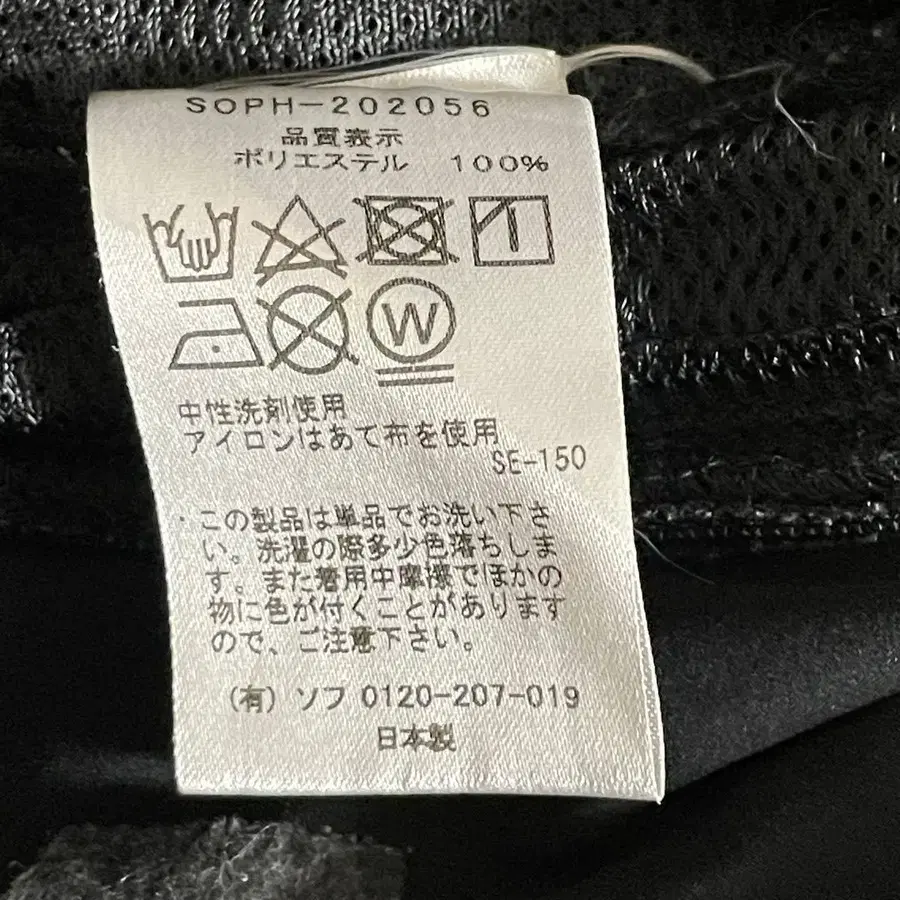 SOPH-202056
品質表示
ポリエステル 100%
W
中性洗剤使用
アイロンはあて布を使用
SE-150
・この製品は単品でお洗い下さ
い。洗濯の際多少色落ちしま
す。また着用中摩擦でほかの
物に色が付くことがあります
ので、ご注意下さい。
(有)ソフ 0120-207-019
日本製